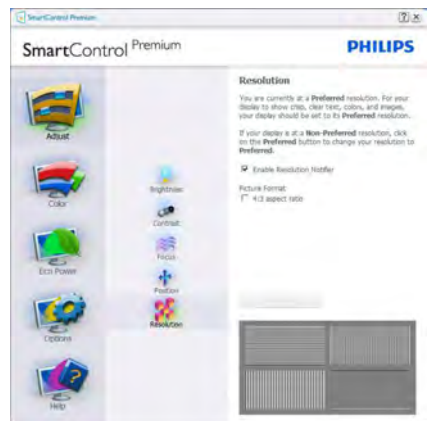 SmartControl Premium
SmartControl Premium
PHILIPS
Adjust
Color
Eco Power
Options
Help
Brightness
Contrast
Focus
Position
Resolution
Resolution
You are currently at a Preferred resolution. For your
display to show crisp, clear text, colors, and images,
your display should be set to its Preferred resolution.
If your display is at a Non-Preferred resolution, click
on the Preferred button to change your resolution to
Preferred.
Enable Resolution Notifier
Picture Format
4:3 aspect ratio